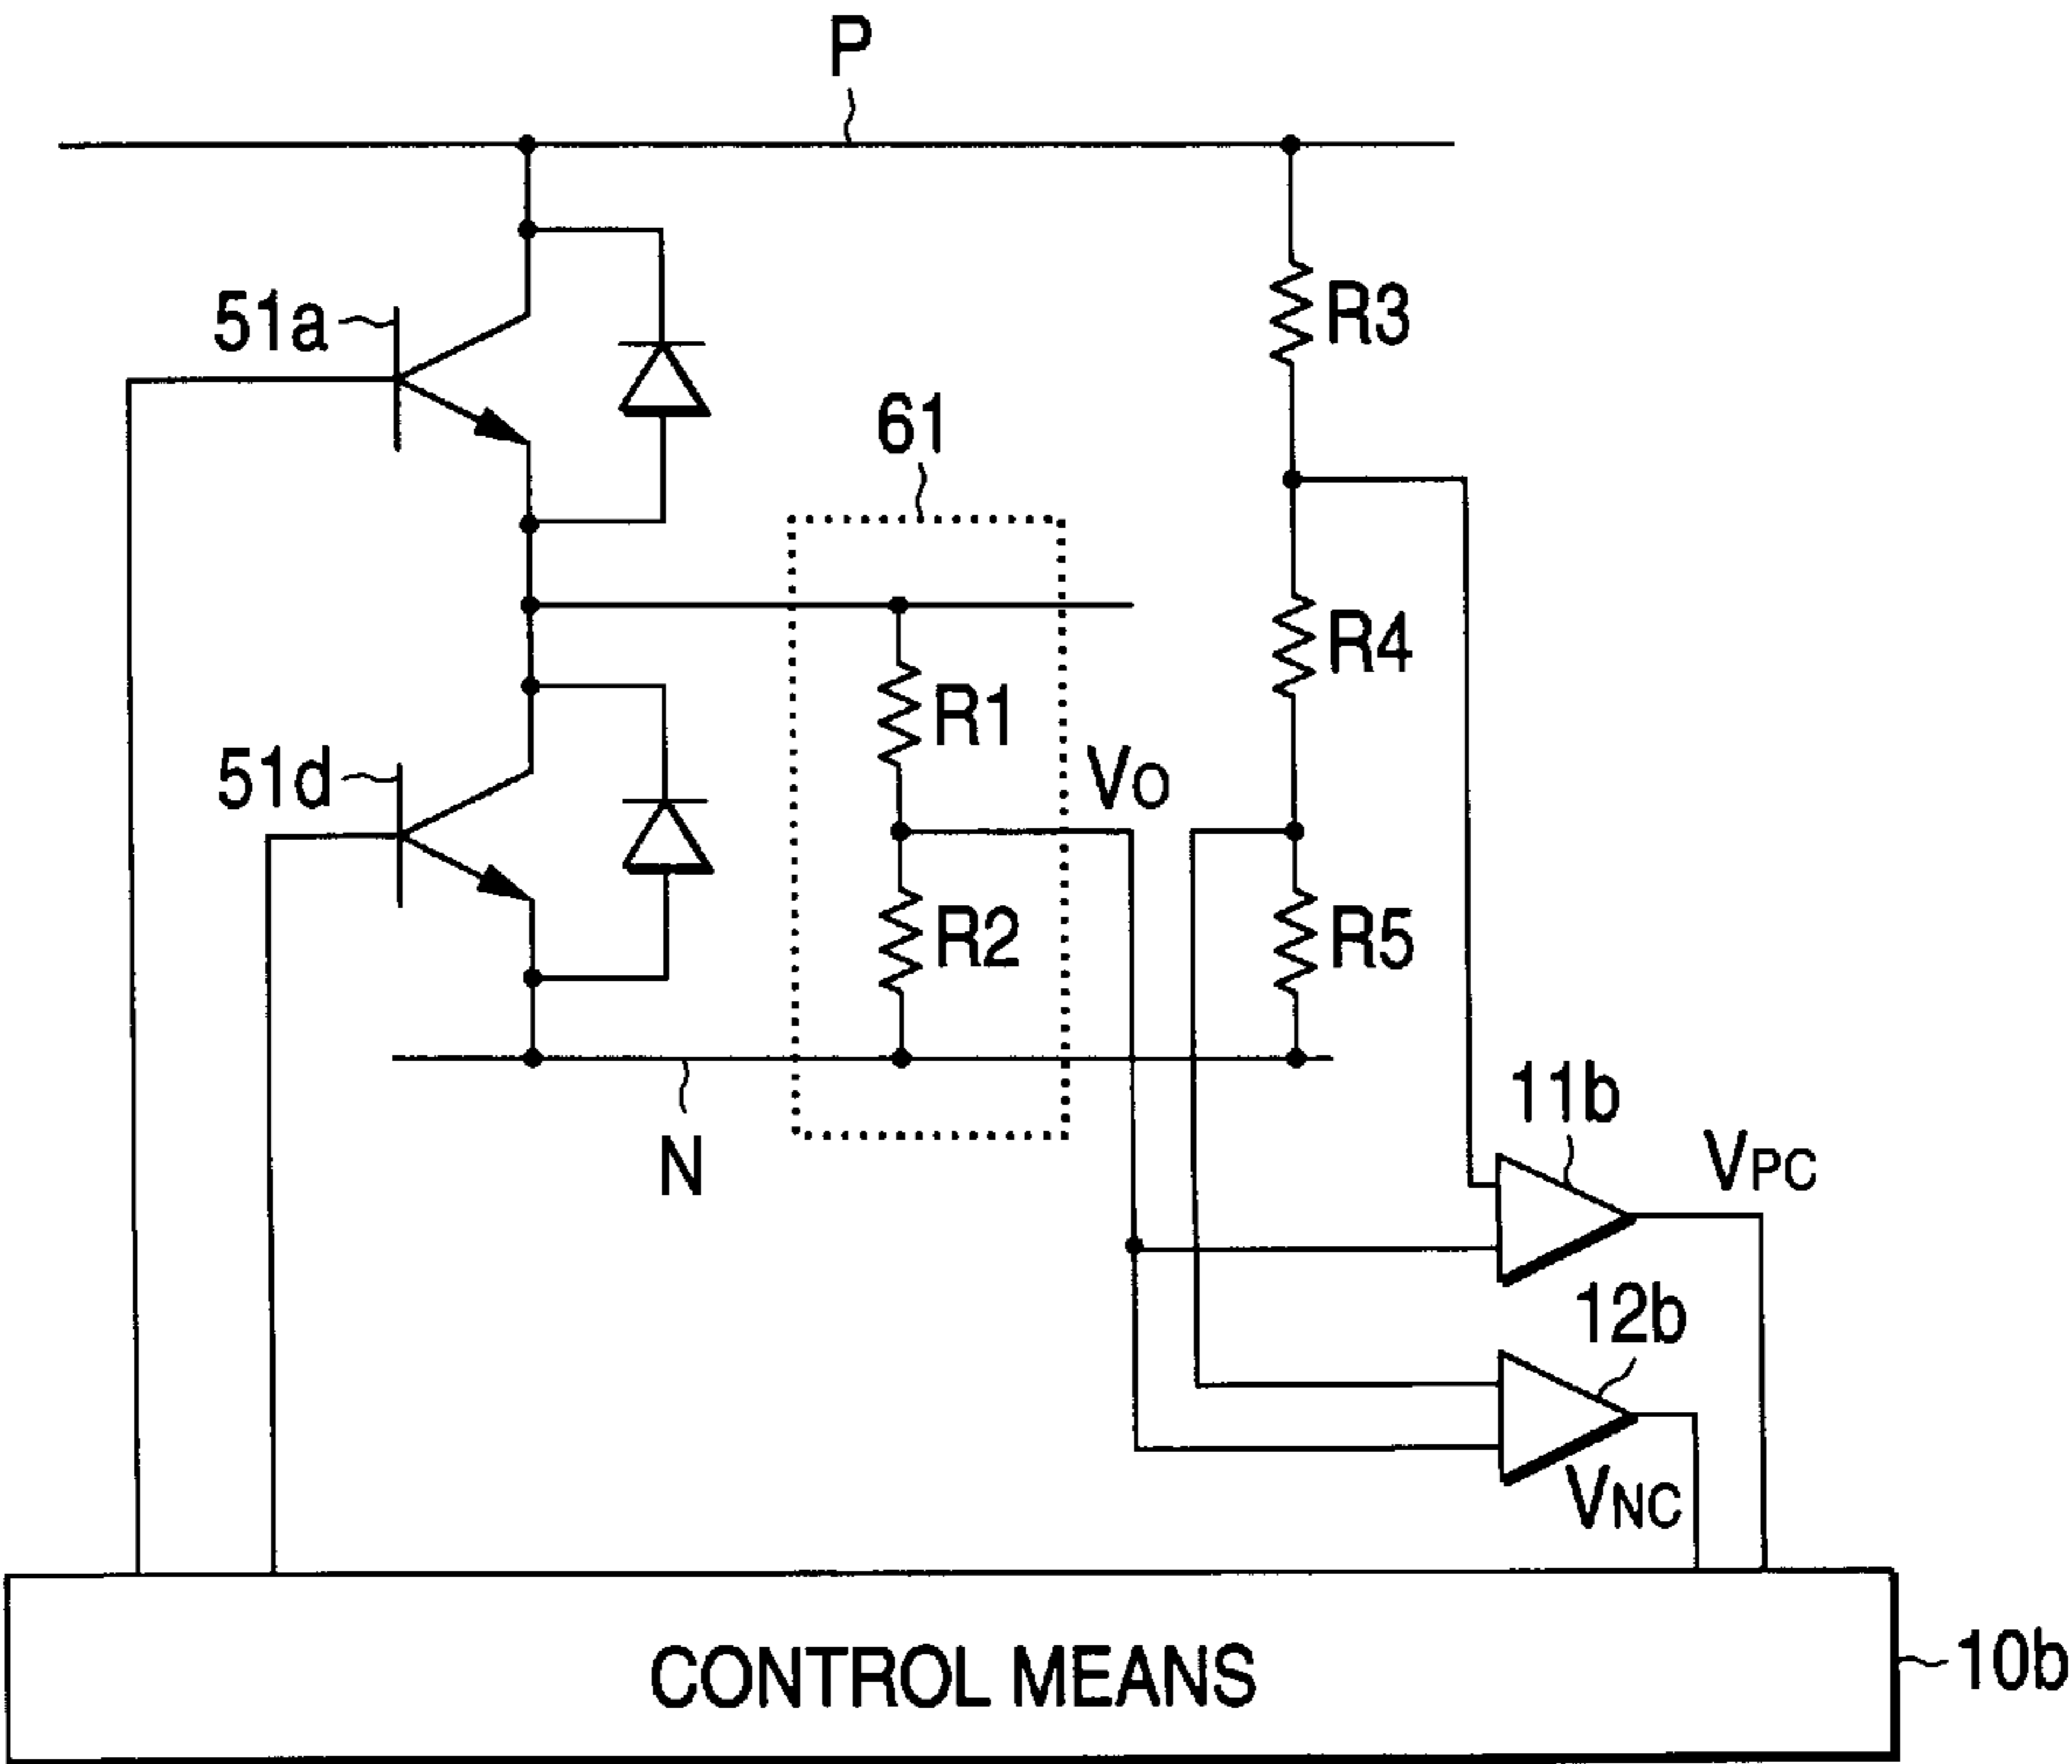 P
51a
R3
61
R4
R1
51d
VO
R2
R5
11b
N
VPC
12b
VNC
CONTROL MEANS
10b